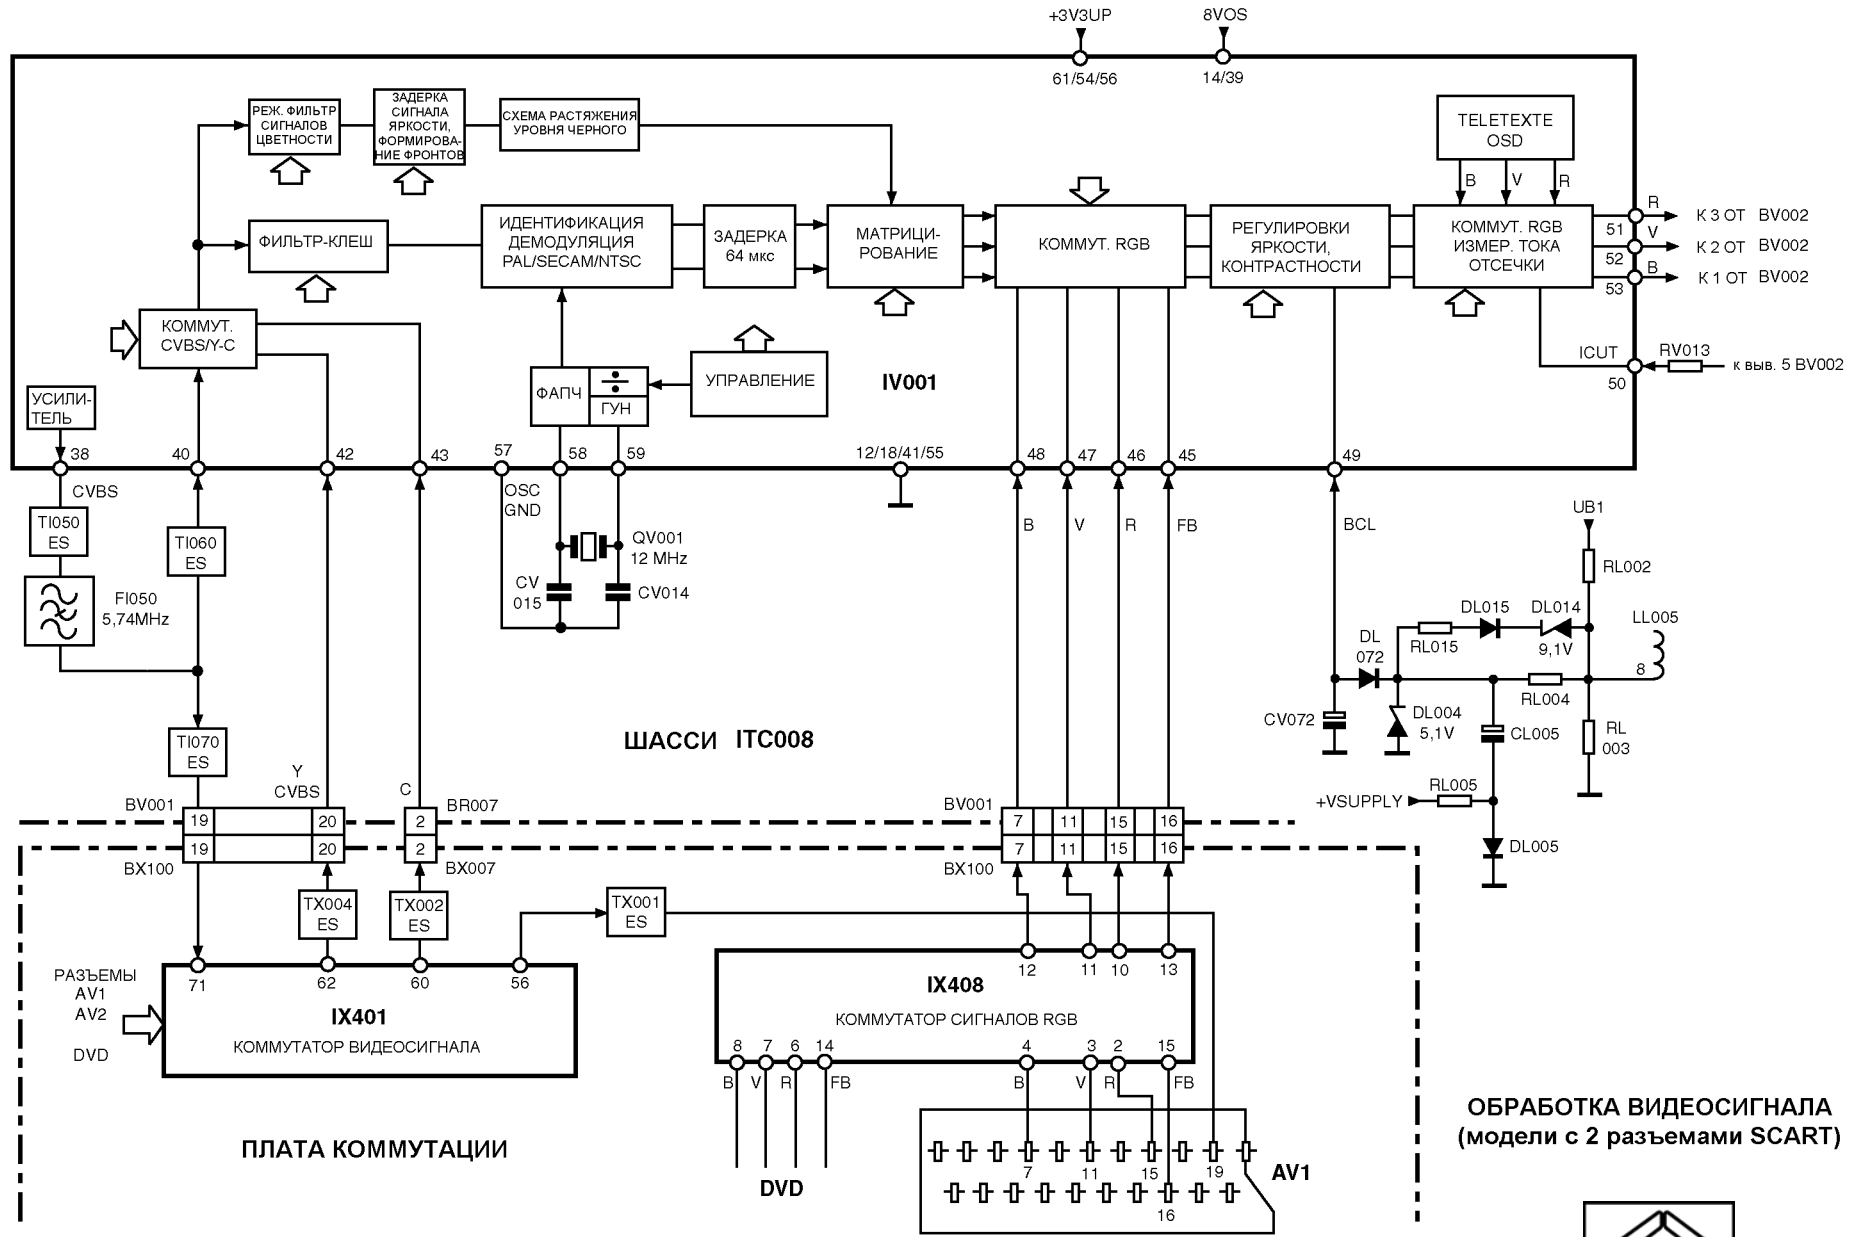 +3V3UP
8VOS
61/54/56
14/39
РЕЖ. ФИЛЬТР
СИГНАЛОВ
ЦВЕТНОСТИ
ЗАДЕРКА
СИГНАЛА
ЯРКОСТИ,
ФОРМИРОВА-
НИЕ ФРОНТОВ
СХЕМА РАСТЯЖЕНИЯ
УРОВНЯ ЧЕРНОГО
TELETEXTE
OSD
B
V
R
ФИЛЬТР-КЛЕШ
ИДЕНТИФИКАЦИЯ
ДЕМОДУЛЯЦИЯ
PAL/SECAM/NTSC
ЗАДЕРКА
64 мкс
МАТРИЦИ-
РОВАНИЕ
КОММУТ. RGB
РЕГУЛИРОВКИ
ЯРКОСТИ,
КОНТРАСТНОСТИ
КОММУТ. RGB
ИЗМЕР. ТОКА
ОТСЕЧКИ
R
51
К 3 ОТ BV002
V
52
К 2 ОТ BV002
B
53
К 1 ОТ BV002
КОММУТ.
CVBS/Y-C
ФАПЧ
ГУН
УПРАВЛЕНИЕ
IV001
ICUT
50
RV013
к выв. 5 BV002
УСИЛИ-
ТЕЛЬ
38
40
42
43
57
58
59
12/18/41/55
48
47
46
45
49
CVBS
OSC
GND
B
V
R
FB
BCL
TI050
ES
TI060
ES
QV001
12 MHz
CV
015
CV014
FI050
5,74MHz
UB1
RL002
DL015
DL014
9,1V
RL015
LL005
8
DL
072
RL004
CV072
DL004
5,1V
CL005
RL
003
RL005
+VSUPPLY
DL005
TI070
ES
ШАССИ ITC008
Y
CVBS
C
BV001
19
20
2
BR007
BV001
7
11
15
16
19
20
2
7
11
15
16
BX100
BX007
BX100
TX004
ES
TX002
ES
TX001
ES
РАЗЪЕМЫ
AV1
AV2
DVD
71
62
60
56
IX401
КОММУТАТОР ВИДЕОСИГНАЛА
12
11
10
13
IX408
КОММУТАТОР СИГНАЛОВ RGB
8
7
6
14
4
3
2
15
B
V
R
FB
B
V
R
FB
DVD
7
11
15
19
16
AV1
ПЛАТА КОММУТАЦИИ
ОБРАБОТКА ВИДЕОСИГНАЛА
(модели с 2 разъемами SCART)